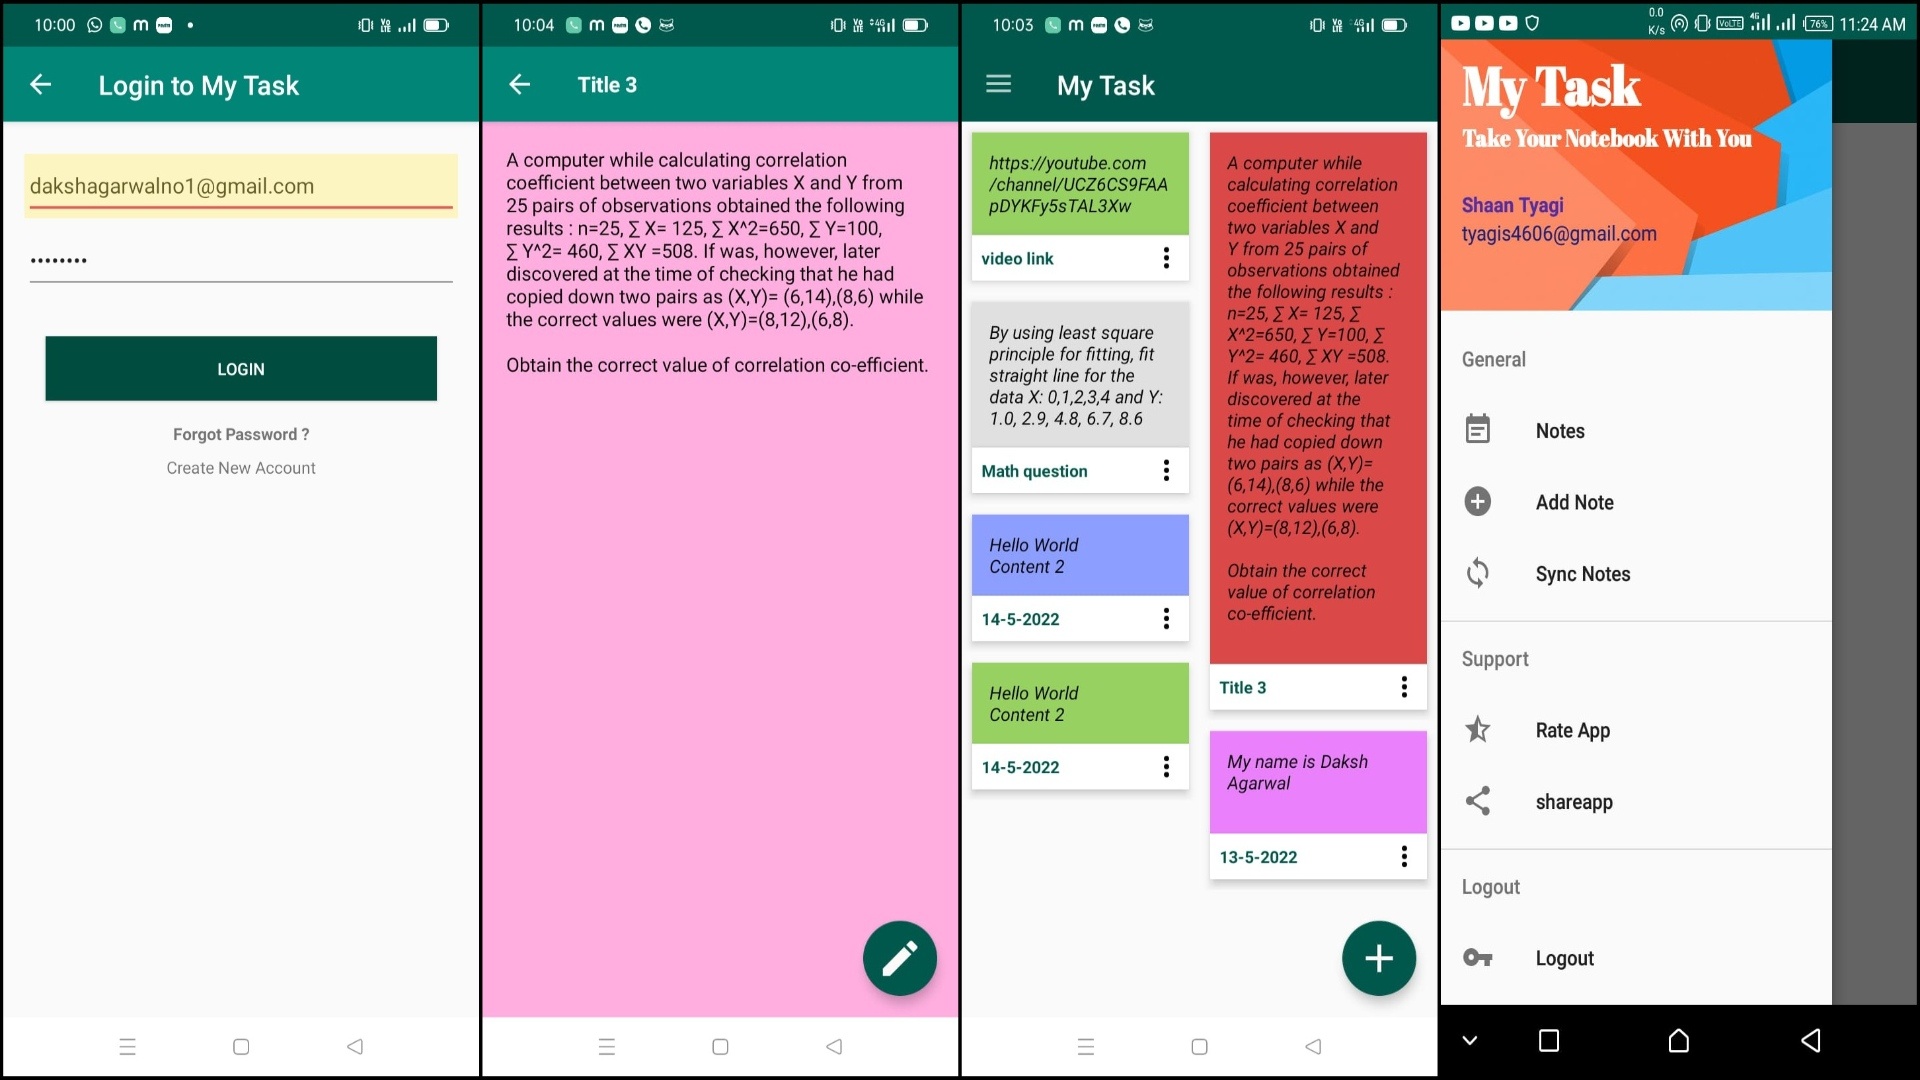 10:00
Login to My Task
dakshagarwalno1@gmail.com
••••••••
LOGIN
Forgot Password ?
Create New Account
10:04
Title 3
A computer while calculating correlation
coefficient between two variables X and Y from
25 pairs of observations obtained the following
results : n=25, ∑ X= 125, ∑ X^2=650, ∑ Y=100,
∑ Y^2= 460, ∑ XY =508. If was, however, later
discovered at the time of checking that he had
copied down two pairs as (X,Y)= (6,14),(8,6) while
the correct values were (X,Y)=(8,12),(6,8).
Obtain the correct value of correlation co-efficient.
10:03
My Task
https://youtube.com
/channel/UCZ6CS9FAA
pDYKFy5sTAL3Xw
video link
By using least square
principle for fitting, fit
straight line for the
data X: 0,1,2,3,4 and Y:
1.0, 2.9, 4.8, 6.7, 8.6
Math question
Hello World
Content 2
14-5-2022
Hello World
Content 2
14-5-2022
A computer while
calculating correlation
coefficient between
two variables X and
Y from 25 pairs of
observations obtained
the following results :
n=25, ∑ X= 125, ∑
X^2=650, ∑ Y=100, ∑
Y^2= 460, ∑ XY =508.
If was, however, later
discovered at the
time of checking that
he had copied down
two pairs as (X,Y)=
(6,14),(8,6) while the
correct values were
(X,Y)=(8,12),(6,8).
Obtain the correct
value of correlation
co-efficient.
Title 3
My name is Daksh
Agarwal
13-5-2022
0.0
K/s
VoLTE
4G
76%
11:24 AM
My Task
Take Your Notebook With You
Shaan Tyagi
tyagis4606@gmail.com
General
Notes
Add Note
Sync Notes
Support
Rate App
shareapp
Logout
Logout